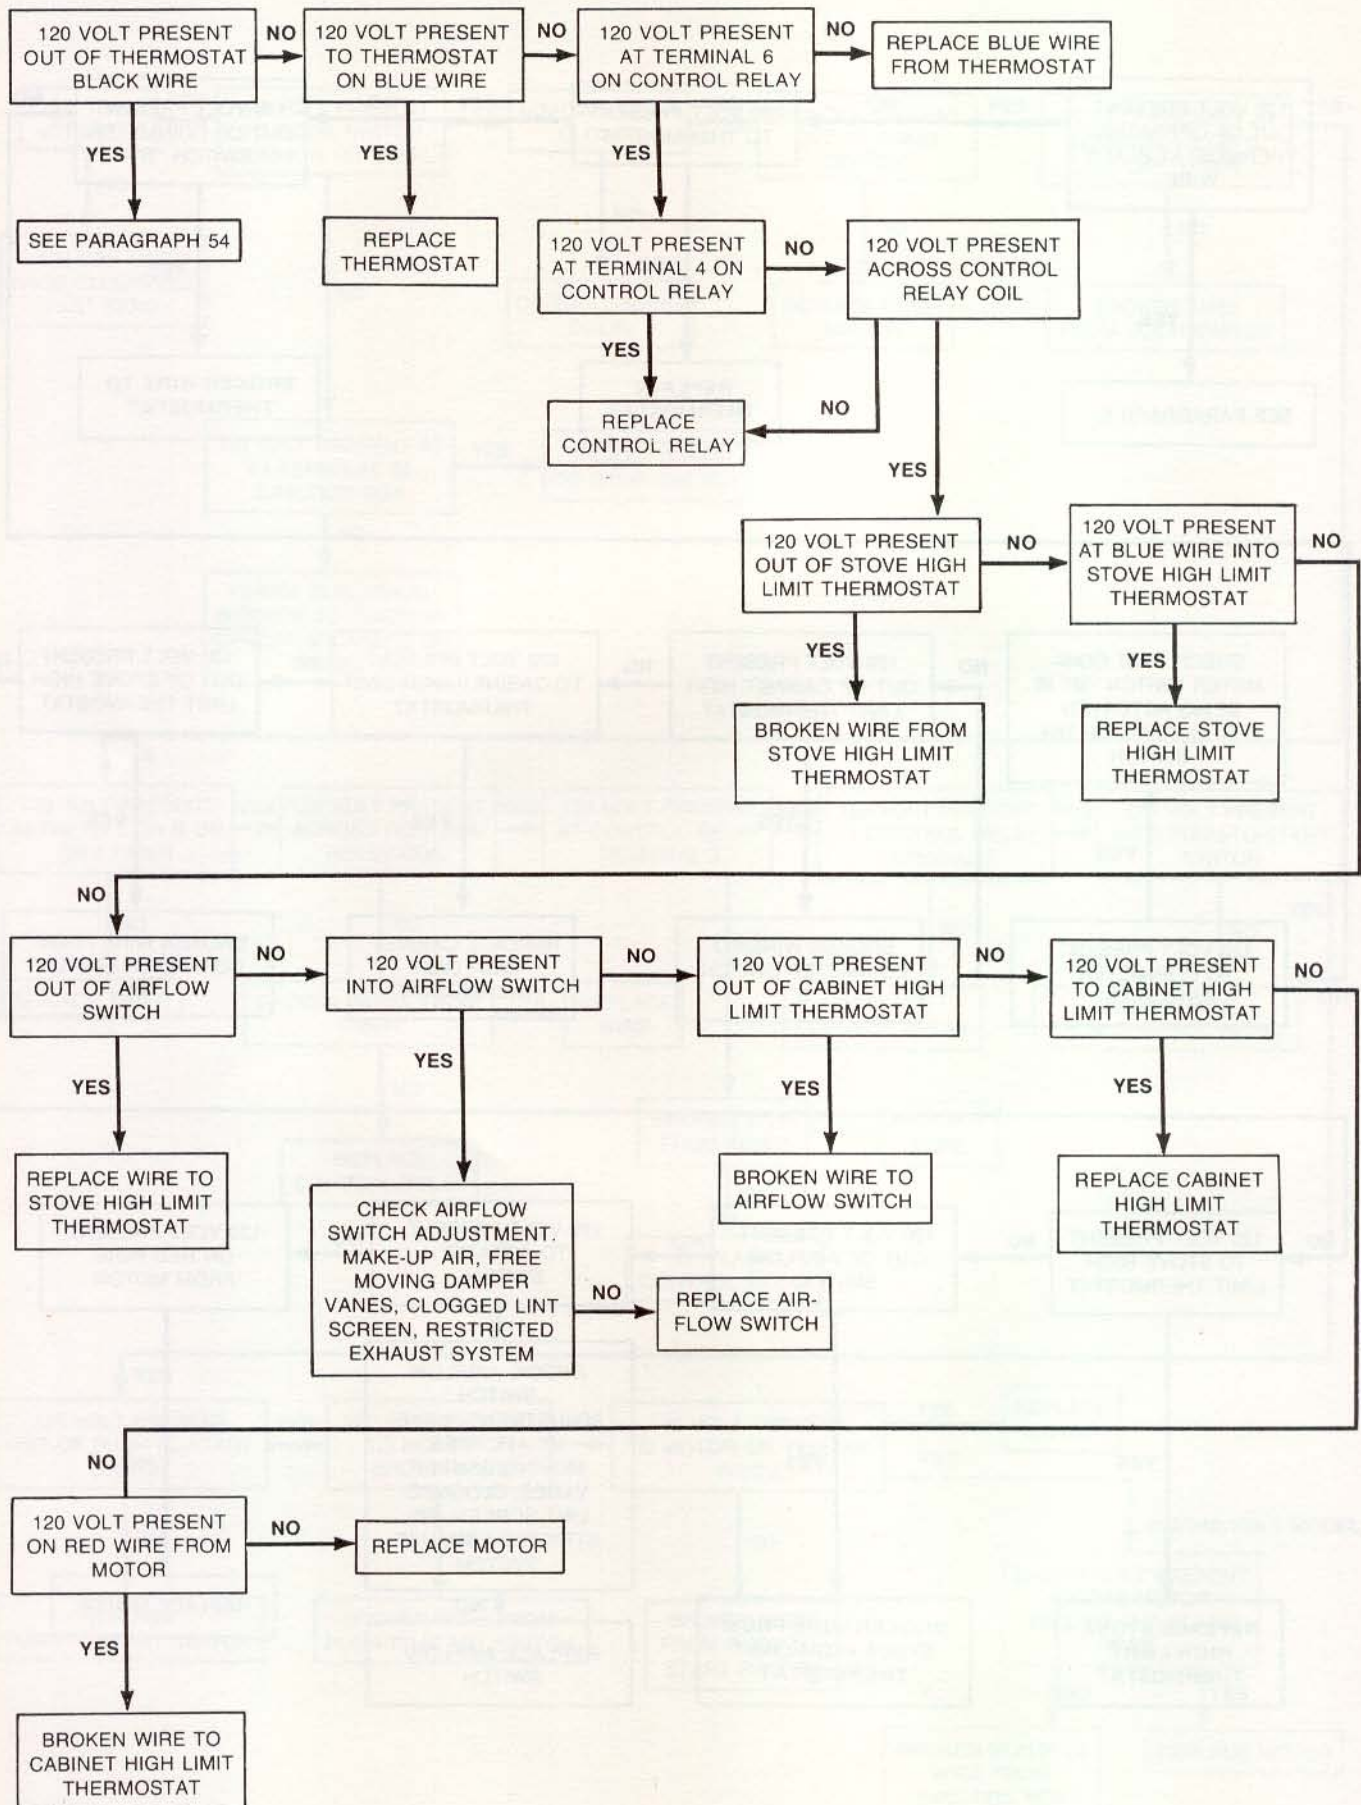 120 VOLT PRESENT
OUT OF THERMOSTAT
BLACK WIRE
NO
120 VOLT PRESENT
TO THERMOSTAT
ON BLUE WIRE
NO
120 VOLT PRESENT
AT TERMINAL 6
ON CONTROL RELAY
NO
REPLACE BLUE WIRE
FROM THERMOSTAT
YES
YES
YES
SEE PARAGRAPH 54
REPLACE
THERMOSTAT
120 VOLT PRESENT
AT TERMINAL 4 ON
CONTROL RELAY
NO
120 VOLT PRESENT
ACROSS CONTROL
RELAY COIL
YES
NO
REPLACE
CONTROL RELAY
YES
120 VOLT PRESENT
OUT OF STOVE HIGH
LIMIT THERMOSTAT
NO
120 VOLT PRESENT
AT BLUE WIRE INTO
STOVE HIGH LIMIT
THERMOSTAT
NO
YES
YES
BROKEN WIRE FROM
STOVE HIGH LIMIT
THERMOSTAT
REPLACE STOVE
HIGH LIMIT
THERMOSTAT
NO
120 VOLT PRESENT
OUT OF AIRFLOW
SWITCH
NO
120 VOLT PRESENT
INTO AIRFLOW SWITCH
NO
120 VOLT PRESENT
OUT OF CABINET HIGH
LIMIT THERMOSTAT
NO
120 VOLT PRESENT
TO CABINET HIGH
LIMIT THERMOSTAT
NO
YES
YES
YES
YES
REPLACE WIRE TO
STOVE HIGH LIMIT
THERMOSTAT
CHECK AIRFLOW
SWITCH ADJUSTMENT.
MAKE-UP AIR, FREE
MOVING DAMPER
VANES, CLOGGED LINT
SCREEN, RESTRICTED
EXHAUST SYSTEM
NO
REPLACE AIR-
FLOW SWITCH
BROKEN WIRE TO
AIRFLOW SWITCH
REPLACE CABINET
HIGH LIMIT
THERMOSTAT
NO
120 VOLT PRESENT
ON RED WIRE FROM
MOTOR
NO
REPLACE MOTOR
YES
BROKEN WIRE TO
CABINET HIGH LIMIT
THERMOSTAT